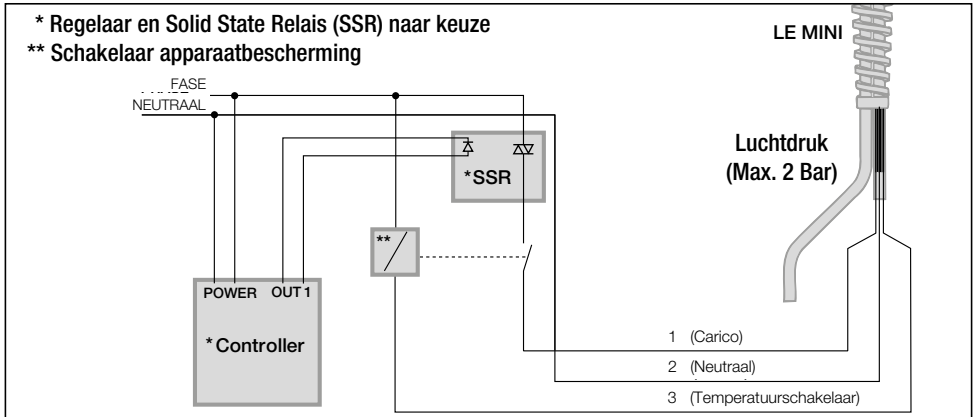 * Regelaar en Solid State Relais (SSR) naar keuze
** Schakelaar apparaatbescherming
LE MINI
FASE
NEUTRAAL
Luchtdruk
(Max. 2 Bar)
*SSR
**
POWER OUT 1
*Controller
1 (Carico)
2 (Neutraal)
3 (Temperatuurschakelaar)